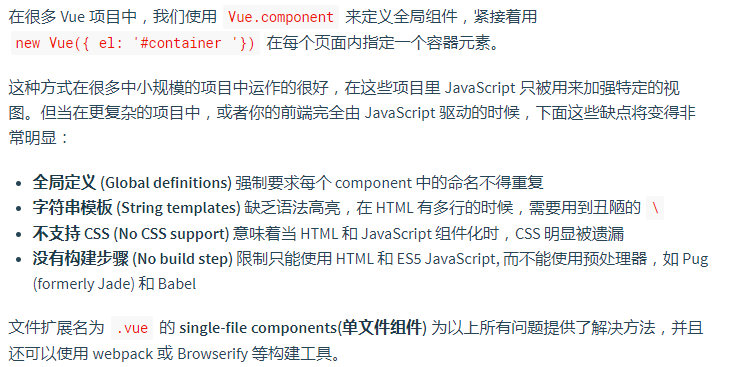 在很多 Vue 项目中，我们使用 Vue.component 来定义全局组件，紧接着用
new Vue({ el: '#container '}) 在每个页面内指定一个容器元素。
这种方式在很多中小规模的项目中运作的很好，在这些项目里 JavaScript 只被用来加强特定的视
图。但当在更复杂的项目中，或者你的前端完全由 JavaScript 驱动的时候，下面这些缺点将变得非
常明显：
• 全局定义 (Global definitions) 强制要求每个 component 中的命名不得重复
• 字符串模板 (String templates) 缺乏语法高亮，在 HTML 有多行的时候，需要用到丑陋的 \
• 不支持 CSS (No CSS support) 意味着当 HTML 和 JavaScript 组件化时，CSS 明显被遗漏
• 没有构建步骤 (No build step) 限制只能使用 HTML 和 ES5 JavaScript, 而不能使用预处理器，如 Pug
(formerly Jade) 和 Babel
文件扩展名为 .vue 的 single-file components(单文件组件) 为以上所有问题提供了解决方法，并且
还可以使用 webpack 或 Browserify 等构建工具。